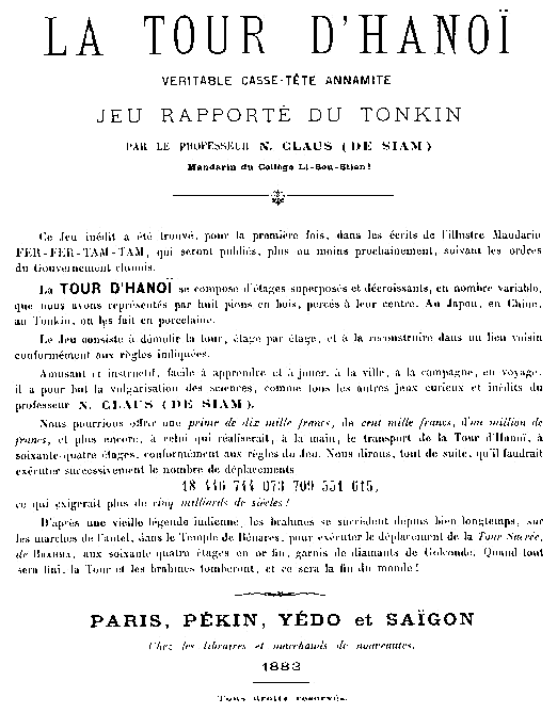 LA TOUR D'HANOÏ
VERITABLE CASSE-TÊTE ANNAMITE
JEU RAPPORTÉ DU TONKIN
PAR LE PROFESSEUR N. CLAUS (DE SIAM)
Mandarin du Collège Li-Sou-Stian!
Ce Jeu inédit a été trouvé, pour la première fois, dans les écrits de l'illustre Mandarin
FER-FER-TAM-TAM, qui seront publiés, plus ou moins prochainement, suivant les ordres
du Gouvernement chinois.
La TOUR D'HANOÏ se compose d'étages superposés et décroissants, en nombre variable,
que nous avons représentés par huit pions en bois, percés à leur centre. Au Japon, en Chine,
au Tonkin, on les fait en porcelaine.
Le Jeu consiste à démolir la tour, étage par étage, et à la reconstruire dans un lieu voisin
conformément aux règles indiquées.
Amusant et instructif, facile à apprendre et à jouer, à la ville, à la campagne, en voyage,
il a pour but la vulgarisation des sciences, comme tous les autres jeux curieux et inédits du
professeur N. CLAUS (DE SIAM).
Nous pourrions offrir une prime de dix mille francs, de cent mille francs, d'un million de
francs, et plus encore, à celui qui réaliserait, à la main, le transport de la Tour d'Hanoï, à
soixante-quatre étages, conformément aux règles du Jeu. Nous dirons, tout de suite, qu'il faudrait
exécuter successivement le nombre de déplacements
18 446 744 073 709 551 615,
ce qui exigerait plus de cinq milliards de siècles!
D'après une vieille légende indienne, les brahmes se succèdent depuis bien longtemps, sur
les marches de l'autel, dans le Temple de Bénarès, pour exécuter le déplacement de la Tour Sacrée,
de BRAHMA, aux soixante-quatre étages en or fin, garnis de diamants de Golconde. Quand tout
sera fini, la Tour et les brahmes tomberont, et ce sera la fin du monde!
PARIS, PÉKIN, YÉDO et SAÏGON
Chez les libraires et marchands de nouveautés.
1883
Tous droits réservés.